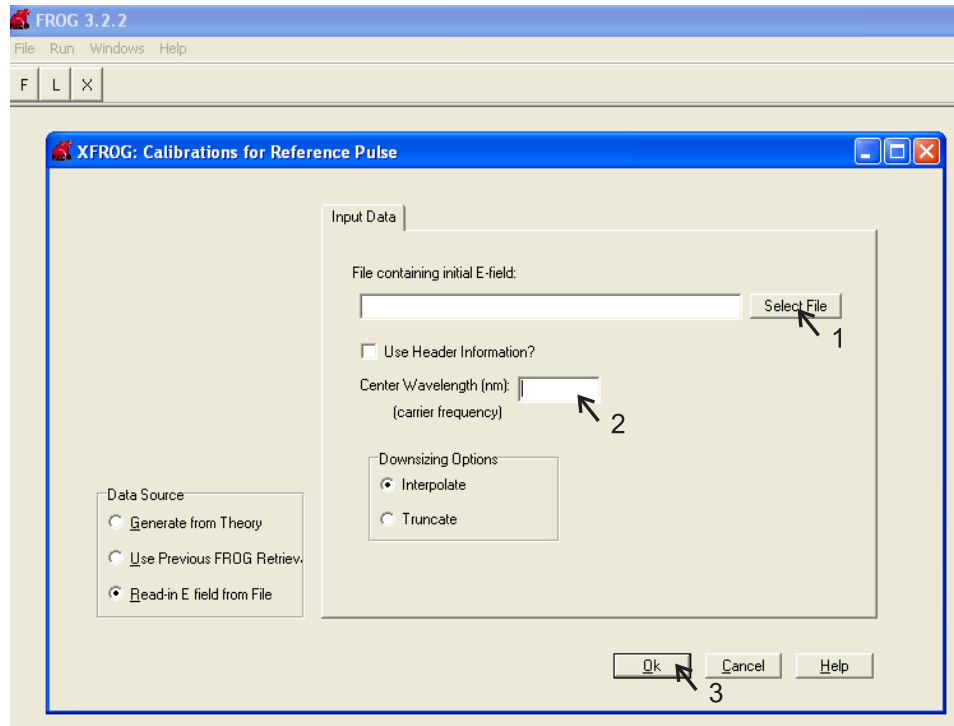 FROG 3.2.2
File Run Windows Help
F L X
XFROG: Calibrations for Reference Pulse
Input Data
File containing initial E-field:
Select File
1
Use Header Information?
Center Wavelength (nm):
(carrier frequency)
2
Downsizing Options
Interpolate
Truncate
Data Source
Generate from Theory
Use Previous FROG Retriev
Read-in E field from File
Ok Cancel Help
3